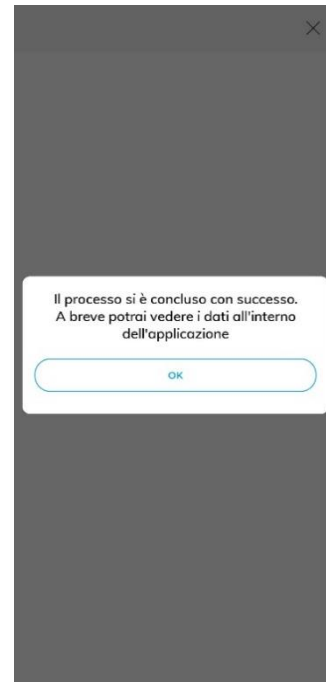 Il processo si è concluso con successo.
A breve potrai vedere i dati all'interno
dell'applicazione
OK